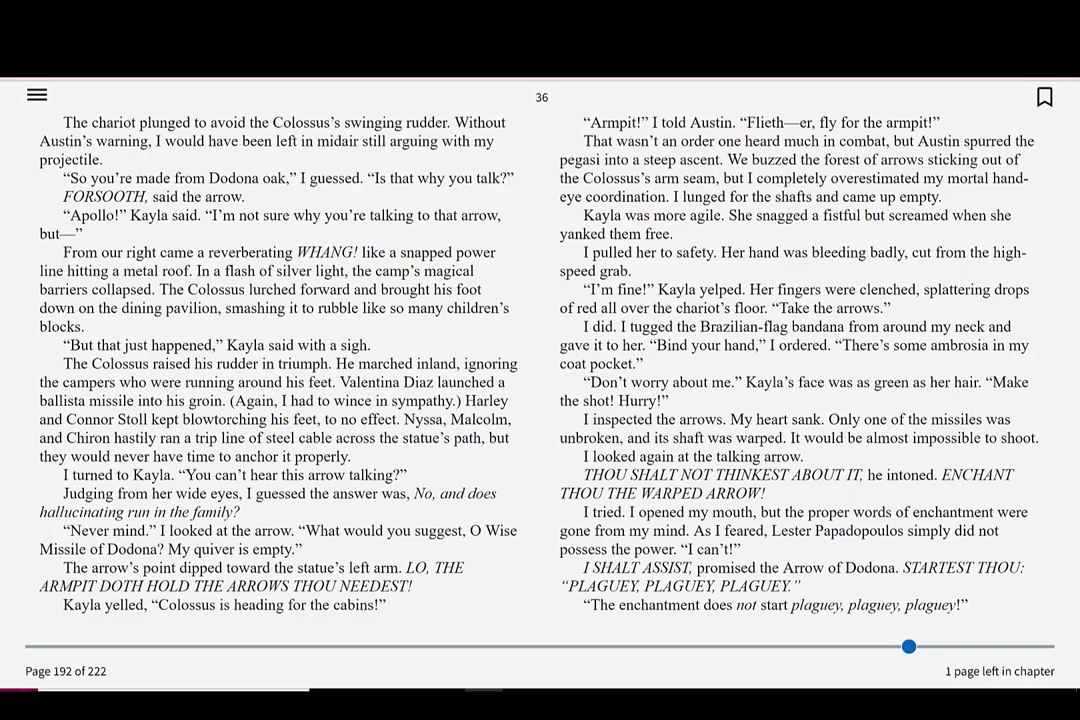 36
The chariot plunged to avoid the Colossus’s swinging rudder. Without
Austin’s warning, I would have been left in midair still arguing with my
projectile.
“So you’re made from Dodona oak,” I guessed. “Is that why you talk?”
FORSOOTH, said the arrow.
“Apollo!” Kayla said. “I’m not sure why you’re talking to that arrow,
but—”
From our right came a reverberating WHANG! like a snapped power
line hitting a metal roof. In a flash of silver light, the camp’s magical
barriers collapsed. The Colossus lurched forward and brought his foot
down on the dining pavilion, smashing it to rubble like so many children’s
blocks.
“But that just happened,” Kayla said with a sigh.
The Colossus raised his rudder in triumph. He marched inland, ignoring
the campers who were running around his feet. Valentina Diaz launched a
ballista missile into his groin. (Again, I had to wince in sympathy.) Harley
and Connor Stoll kept blowtorching his feet, to no effect. Nyssa, Malcolm,
and Chiron hastily ran a trip line of steel cable across the statue’s path, but
they would never have time to anchor it properly.
I turned to Kayla. “You can’t hear this arrow talking?”
Judging from her wide eyes, I guessed the answer was, No, and does
hallucinating run in the family?
“Never mind.” I looked at the arrow. “What would you suggest, O Wise
Missile of Dodona? My quiver is empty.”
The arrow’s point dipped toward the statue’s left arm. LO, THE
ARMPIT DOTH HOLD THE ARROWS THOU NEEDEST!
Kayla yelled, “Colossus is heading for the cabins!”
“Armpit!” I told Austin. “Flieth—er, fly for the armpit!”
That wasn’t an order one heard much in combat, but Austin spurred the
pegasi into a steep ascent. We buzzed the forest of arrows sticking out of
the Colossus’s arm seam, but I completely overestimated my mortal hand-
eye coordination. I lunged for the shafts and came up empty.
Kayla was more agile. She snagged a fistful but screamed when she
yanked them free.
I pulled her to safety. Her hand was bleeding badly, cut from the high-
speed grab.
“I’m fine!” Kayla yelped. Her fingers were clenched, splattering drops
of red all over the chariot’s floor. “Take the arrows.”
I did. I tugged the Brazilian-flag bandana from around my neck and
gave it to her. “Bind your hand,” I ordered. “There’s some ambrosia in my
coat pocket.”
“Don’t worry about me.” Kayla’s face was as green as her hair. “Make
the shot! Hurry!”
I inspected the arrows. My heart sank. Only one of the missiles was
unbroken, and its shaft was warped. It would be almost impossible to shoot.
I looked again at the talking arrow.
THOU SHALT NOT THINKEST ABOUT IT, he intoned. ENCHANT
THOU THE WARPED ARROW!
I tried. I opened my mouth, but the proper words of enchantment were
gone from my mind. As I feared, Lester Papadopoulos simply did not
possess the power. “I can’t!”
I SHALT ASSIST, promised the Arrow of Dodona. STARTEST THOU:
“PLAGUEY, PLAGUEY, PLAGUEY.”
“The enchantment does not start plaguey, plaguey, plaguey!”
Page 192 of 222
1 page left in chapter